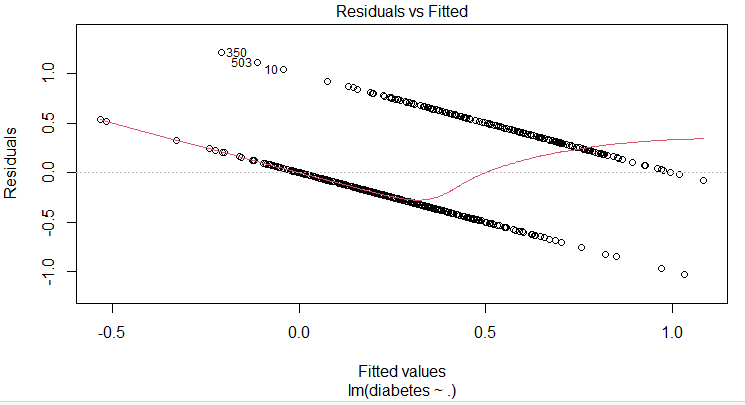 Residuals vs Fitted
350
503
10
Residuals
1.0
0.5
0.0
-0.5
-1.0
-0.5 0.0 0.5 1.0
Fitted values
lm(diabetes ~ .)